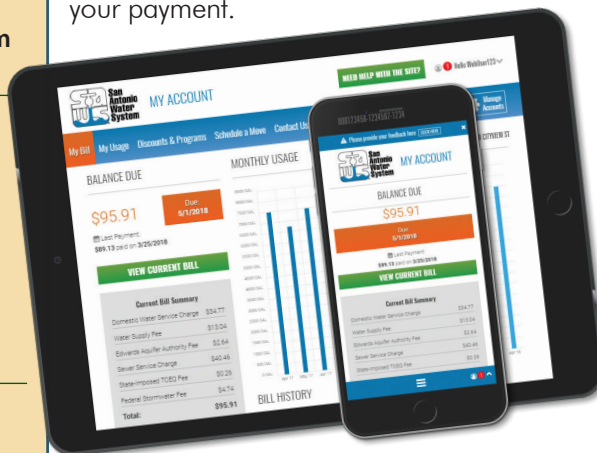 your payment.
m
San
Antonio
Water
System
MY ACCOUNT
NEED HELP WITH THE SITE?
Hello WebUser123
My Bill My Usage Discounts & Programs Schedule a Move Contact Us
Manage
Accounts
BALANCE DUE
$95.91
Due:
5/1/2018
Last Payment:
$89.13 paid on 3/25/2018
VIEW CURRENT BILL
Current Bill Summary
Domestic Water Service Charge $34.77
Water Supply Fee $13.04
Edwards Aquifer Authority Fee $2.64
Sewer Service Charge $40.46
State-Imposed TCEQ Fee $0.26
Federal Stormwater Fee $4.74
Total: $95.91
MONTHLY USAGE
BILL HISTORY
CITYVIEW ST
000123456-1234567-1234
Please provide your feedback here
San
Antonio
Water
System
MY ACCOUNT
BALANCE DUE
$95.91
Due:
5/1/2018
Last Payment:
$89.13 paid on 3/25/2018
VIEW CURRENT BILL
Current Bill Summary
Domestic Water Service Charge $34.77
Water Supply Fee $13.04
Edwards Aquifer Authority Fee $2.64
Sewer Service Charge $40.46
State-Imposed TCEQ Fee $0.26